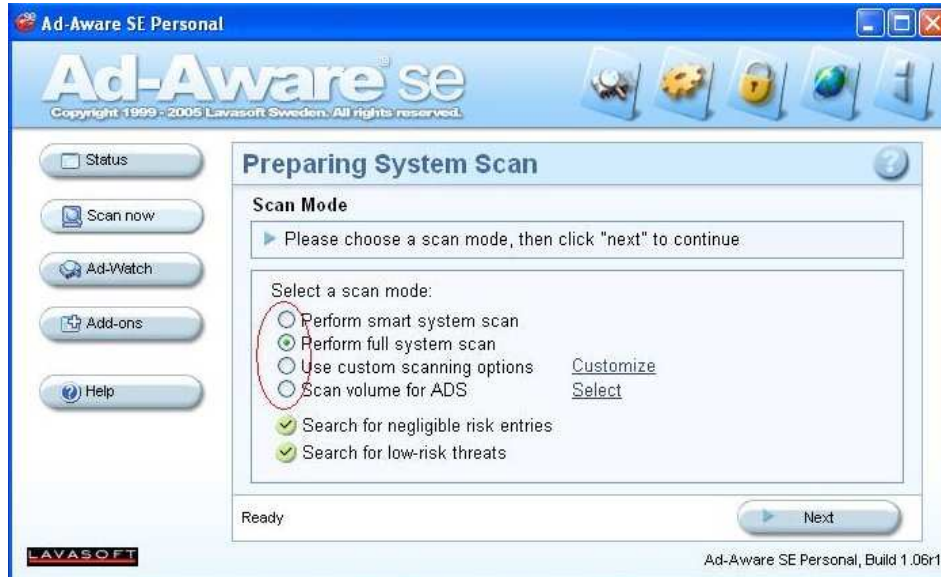 Ad-Aware SE Personal
Ad-Aware se
Copyright 1999 - 2005 Lavasoft Sweden. All rights reserved.
Status
Scan now
Ad-Watch
Add-ons
Help
Preparing System Scan
?
Scan Mode
Please choose a scan mode, then click "next" to continue
Select a scan mode:
Perform smart system scan
Perform full system scan
Use custom scanning options Customize
Scan volume for ADS Select
Search for negligible risk entries
Search for low-risk threats
Ready
Next
LAVASOFT
Ad-Aware SE Personal, Build 1.06r1